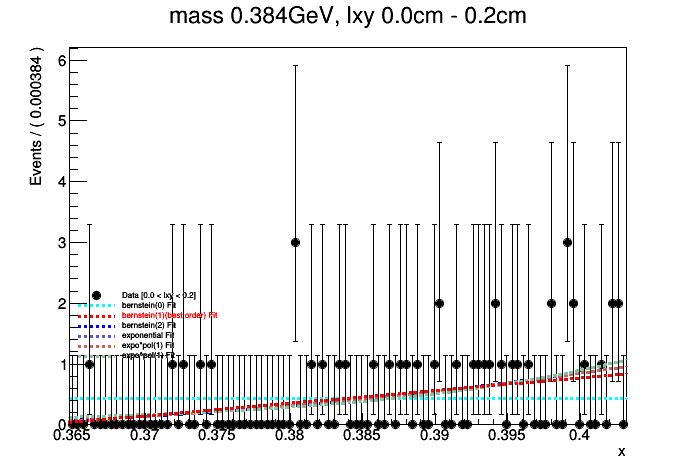 mass 0.384GeV, lxy 0.0cm - 0.2cm
Events / ( 0.000384 )
6
5
4
3
2
1
0
Data [0.0 < lxy < 0.2]
bernstein(0) Fit
bernstein(1)(best order) Fit
bernstein(2) Fit
exponential Fit
expo*pol(1) Fit
expo*pol(1) Fit
0.365 0.37 0.375 0.38 0.385 0.39 0.395 0.4
x